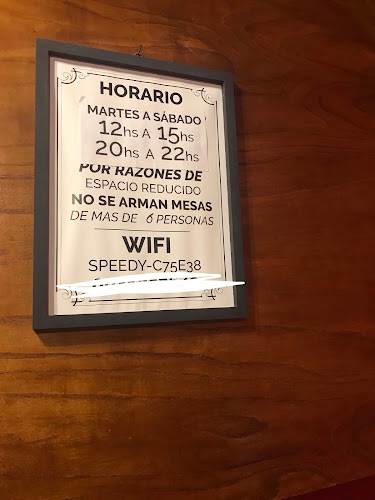 HORARIO
MARTES A SÁBADO
12hs A 15hs
20hs A 22hs
POR RAZONES DE
ESPACIO REDUCIDO
NO SE ARMAN MESAS
DE MAS DE 6 PERSONAS
WIFI
SPEEDY-C75E38